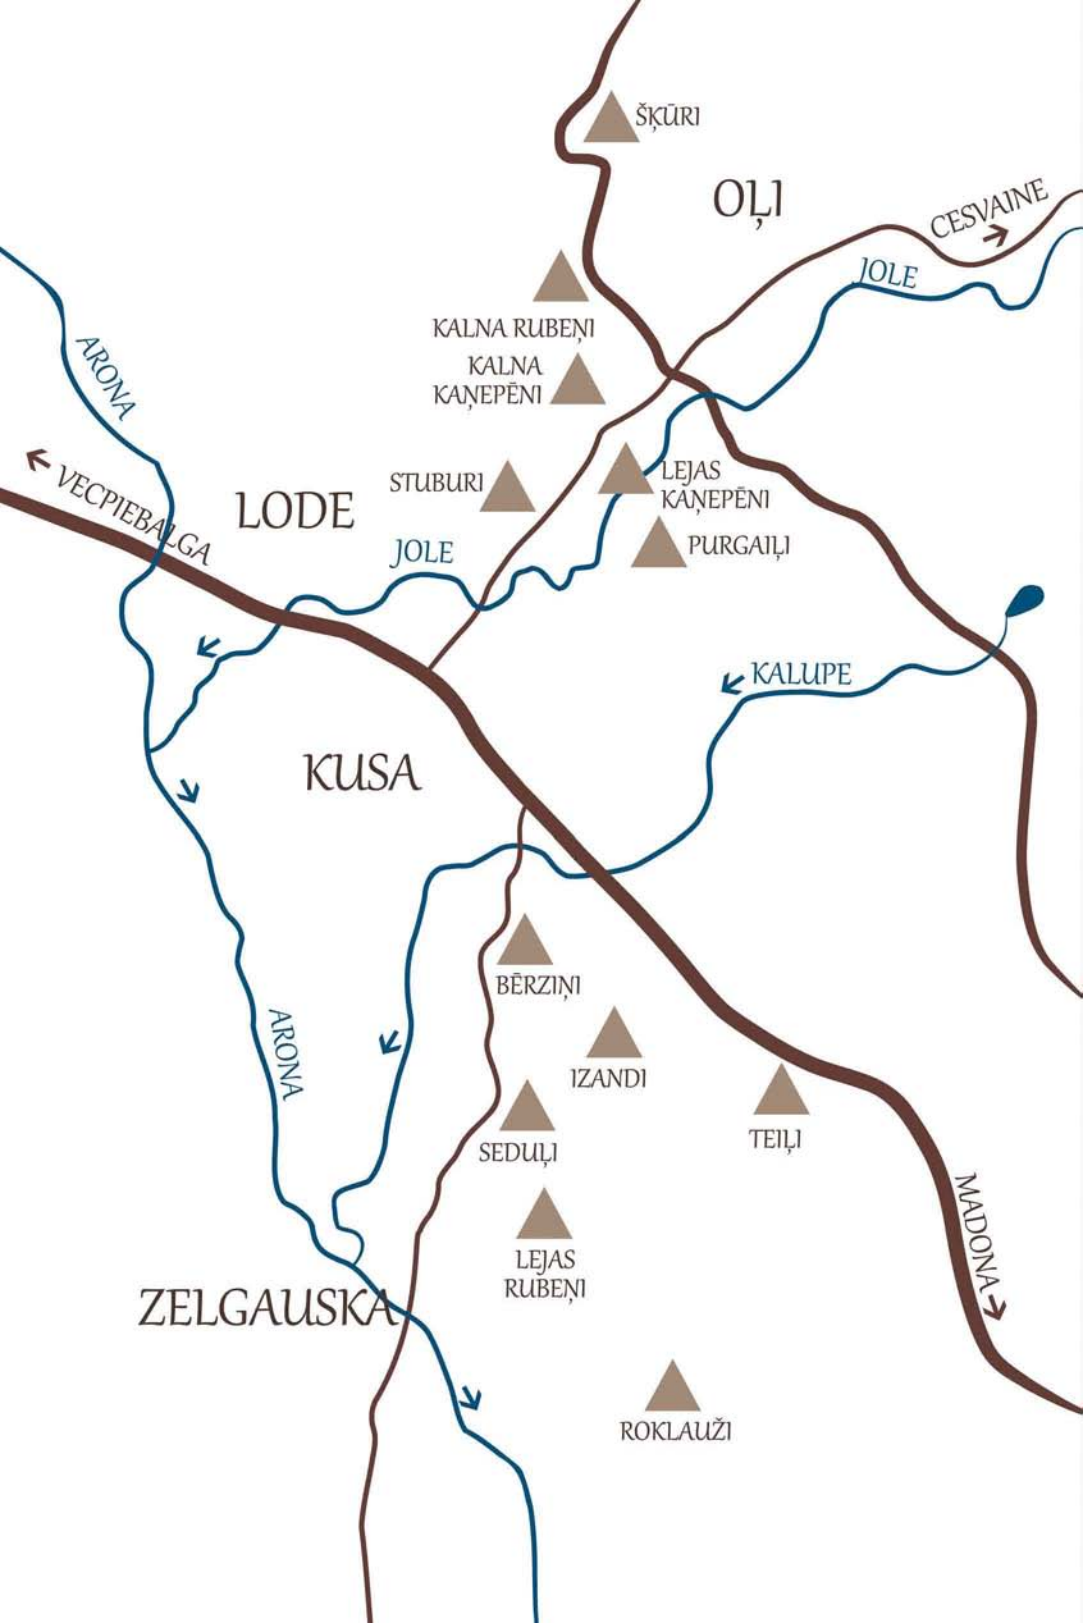 ŠĶŪRI
OĻI
CESVAINE
JOLE
KALNA RUBEŅI
KALNA
KAŅEPĒNI
ARONA
VECPIEBALGA
LODE
STUBURI
LEJAS
KAŅEPĒNI
PURGAIĻI
JOLE
KALUPE
KUSA
BĒRZIŅI
ARONA
IZANDI
SEDUĻI
TEIĻI
MADONA
LEJAS
RUBEŅI
ZELGAUSKA
ROKLAUŽI